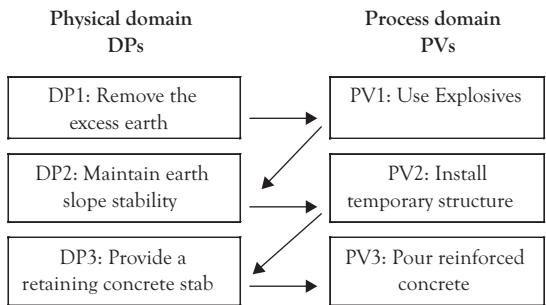 Physical domain
DPs
Process domain
PVs
DP1: Remove the
excess earth
PV1: Use Explosives
DP2: Maintain earth
slope stability
PV2: Install
temporary structure
DP3: Provide a
retaining concrete stab
PV3: Pour reinforced
concrete